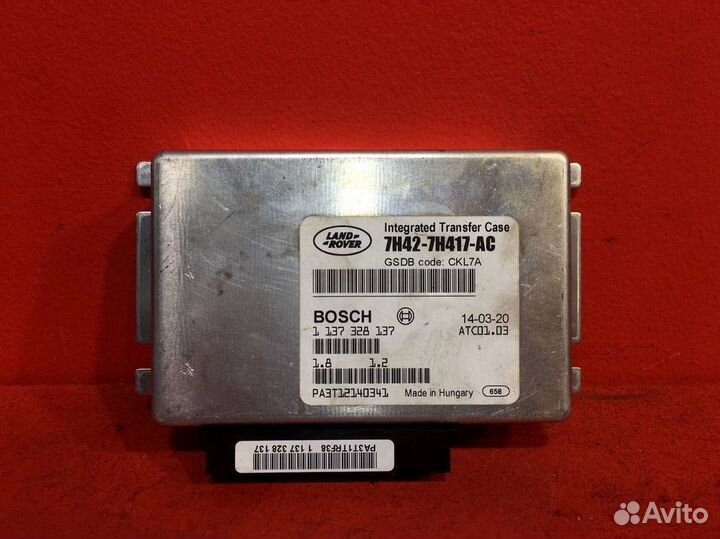 LAND-
-ROVER
Integrated Transfer Case
7H42-7H417-AC
GSDB code: CKL7A
BOSCH
14-03-20
1 137 328 137
ATC01.03
1.8 1.2
PA3T12140341
Made in Hungary
658
PA3T1TRF38 1 137 328 137
Avito